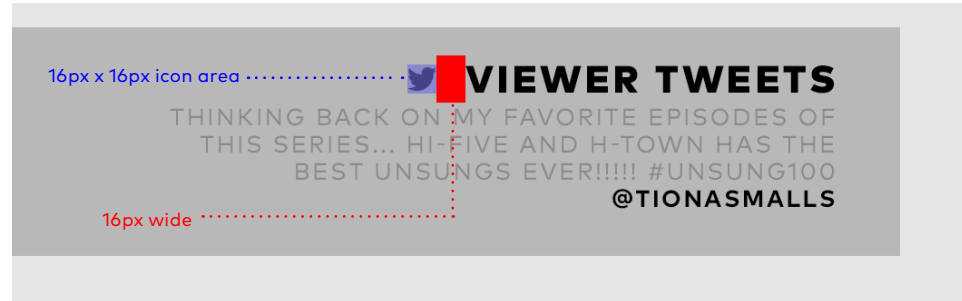 16px x 16px icon area
VIEWER TWEETS
THINKING BACK ON MY FAVORITE EPISODES OF
THIS SERIES... HI-FIVE AND H-TOWN HAS THE
BEST UNSUNGS EVER!!!!! #UNSUNG100
@TIONASMALLS
16px wide